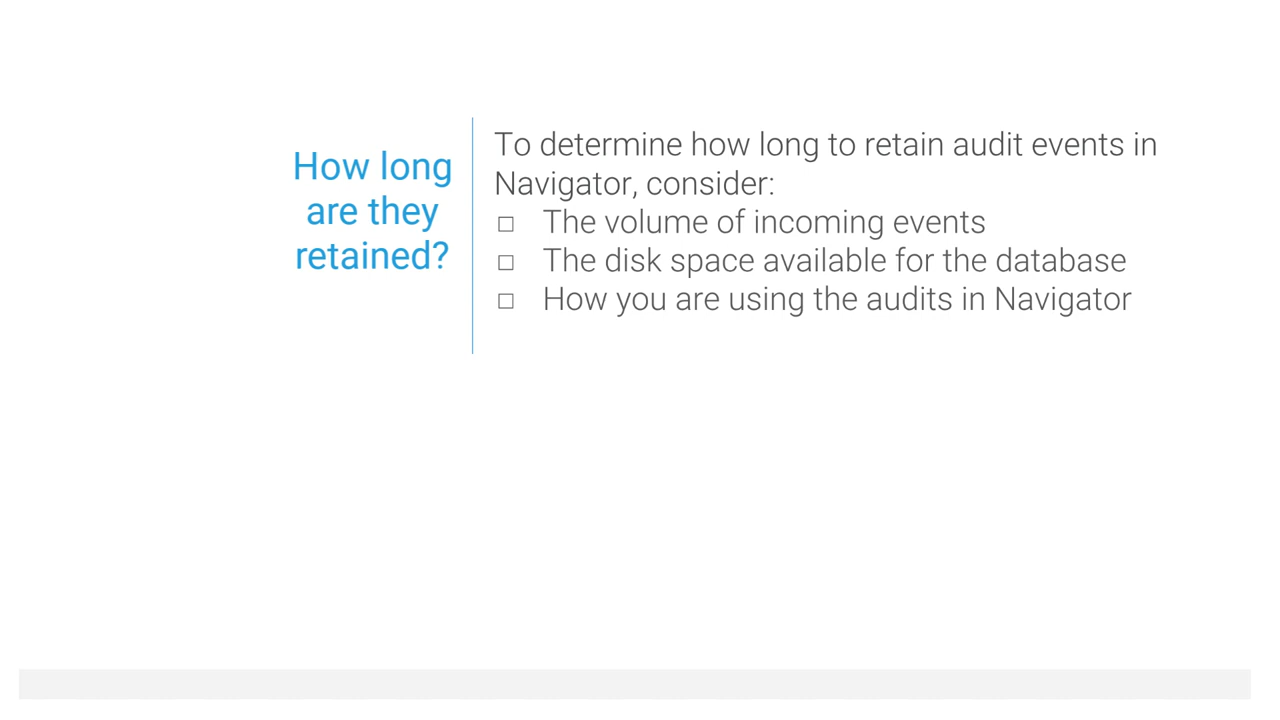 How long
are they
retained?
To determine how long to retain audit events in
Navigator, consider:
□ The volume of incoming events
□ The disk space available for the database
□ How you are using the audits in Navigator